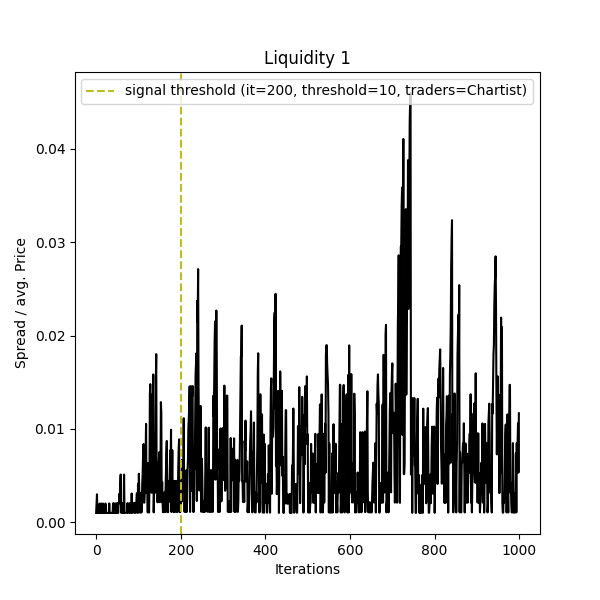 Liquidity 1
signal threshold (it=200, threshold=10, traders=Chartist)
0.04
0.03
0.02
0.01
0.00
Spread / avg. Price
0 200 400 600 800 1000
Iterations